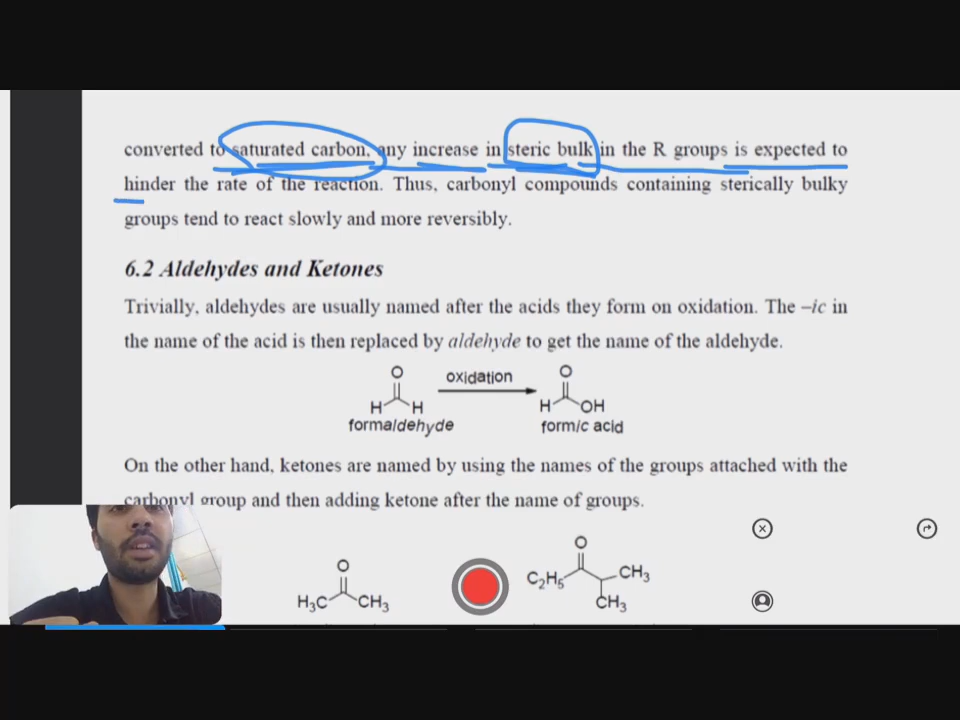 converted to saturated carbon, any increase in steric bulk in the R groups is expected to
hinder the rate of the reaction. Thus, carbonyl compounds containing sterically bulky
groups tend to react slowly and more reversibly.
6.2 Aldehydes and Ketones
Trivially, aldehydes are usually named after the acids they form on oxidation. The –ic in
the name of the acid is then replaced by aldehyde to get the name of the aldehyde.
O oxidation O
H H H OH
formaldehyde formic acid
On the other hand, ketones are named by using the names of the groups attached with the
carbonyl group and then adding ketone after the name of groups.
O O
H₃C CH₃ C₂H₅ CH₃
CH₃